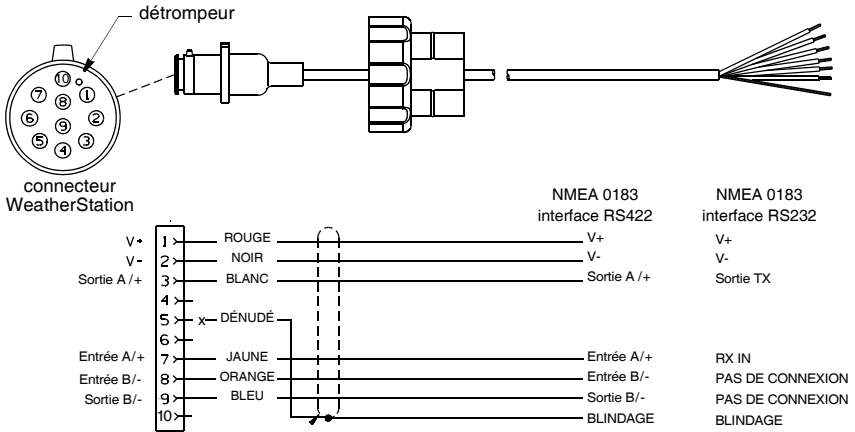 détrompeur
10
7
1
8
6
2
9
5
3
4
connecteur
WeatherStation
NMEA 0183
interface RS422
NMEA 0183
interface RS232
V+ 1 ROUGE V+ V+
V- 2 NOIR V- V-
Sortie A /+ 3 BLANC Sortie A /+ Sortie TX
4
5 x DÉNUDÉ
6
Entrée A/+ 7 JAUNE Entrée A/+ RX IN
Entrée B/- 8 ORANGE Entrée B/- PAS DE CONNEXION
Sortie B/- 9 BLEU Sortie B/- PAS DE CONNEXION
10 BLINDAGE BLINDAGE